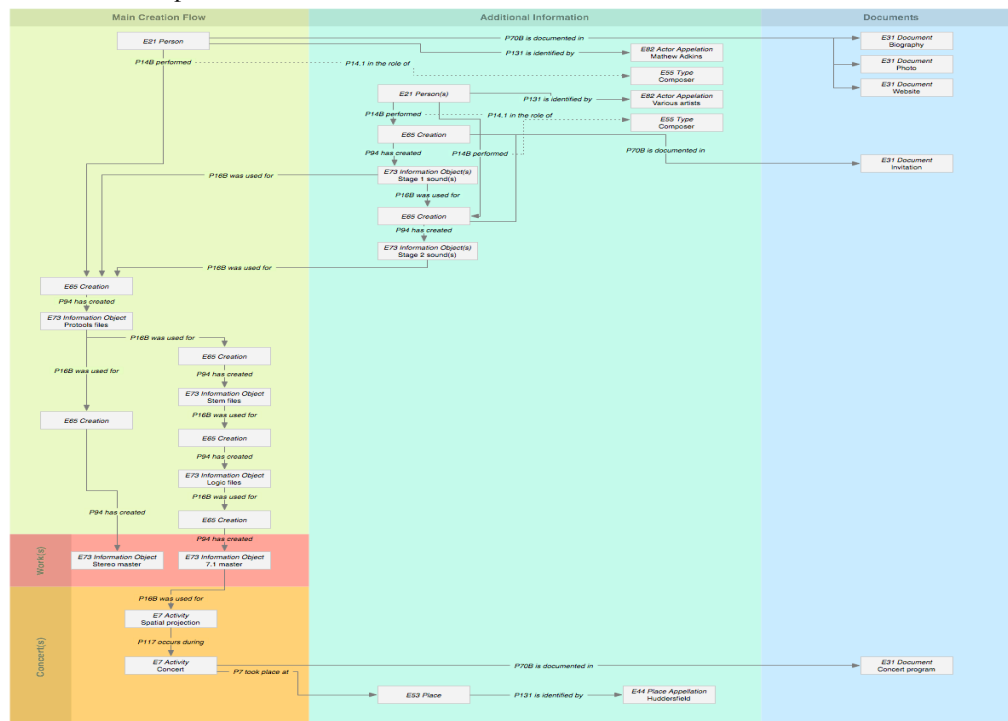 Main Creation Flow
Additional Information
Documents
E21 Person
P70B is documented in
E31 Document
Biography
P131 is identified by
E82 Actor Appelation
Mathew Adkins
P14B performed
P14.1 in the role of
E55 Type
Composer
E31 Document
Photo
E21 Person(s)
P131 is identified by
E82 Actor Appelation
Various artists
E31 Document
Website
P14B performed
P14.1 in the role of
E55 Type
Composer
E65 Creation
P94 has created
P14B performed
P70B is documented in
E31 Document
Invitation
P16B was used for
E73 Information Object(s)
Stage 1 sound(s)
P16B was used for
E65 Creation
P94 has created
E73 Information Object(s)
Stage 2 sound(s)
P16B was used for
E65 Creation
P94 has created
E73 Information Object
Protools files
P16B was used for
E65 Creation
P16B was used for
P94 has created
E73 Information Object
Stem files
P16B was used for
E65 Creation
E65 Creation
P94 has created
E73 Information Object
Logic files
P16B was used for
P94 has created
E65 Creation
P94 has created
Work(s)
E73 Information Object
Stereo master
E73 Information Object
7.1 master
P16B was used for
Concert(s)
E7 Activity
Spatial projection
P117 occurs during
E7 Activity
Concert
P70B is documented in
E31 Document
Concert program
P7 took place at
E53 Place
P131 is identified by
E44 Place Appellation
Huddersfield